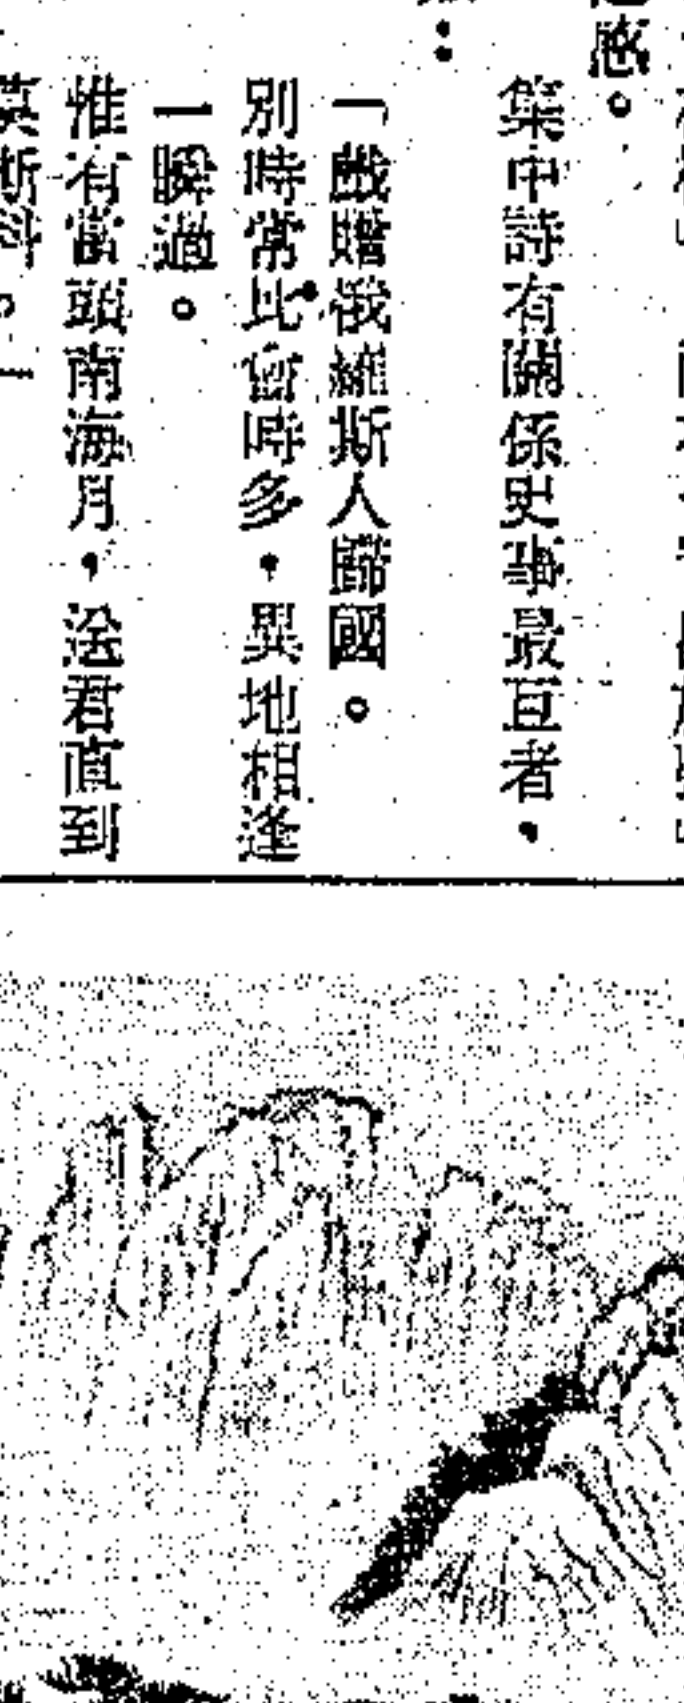 感。
集中詩有關係史事最亘者，
：
「戲贈俄羅斯人歸國。
別時常比會時多，異地相逢
一瞬過。
惟有當頭南海月，送君直到
莫斯科。」